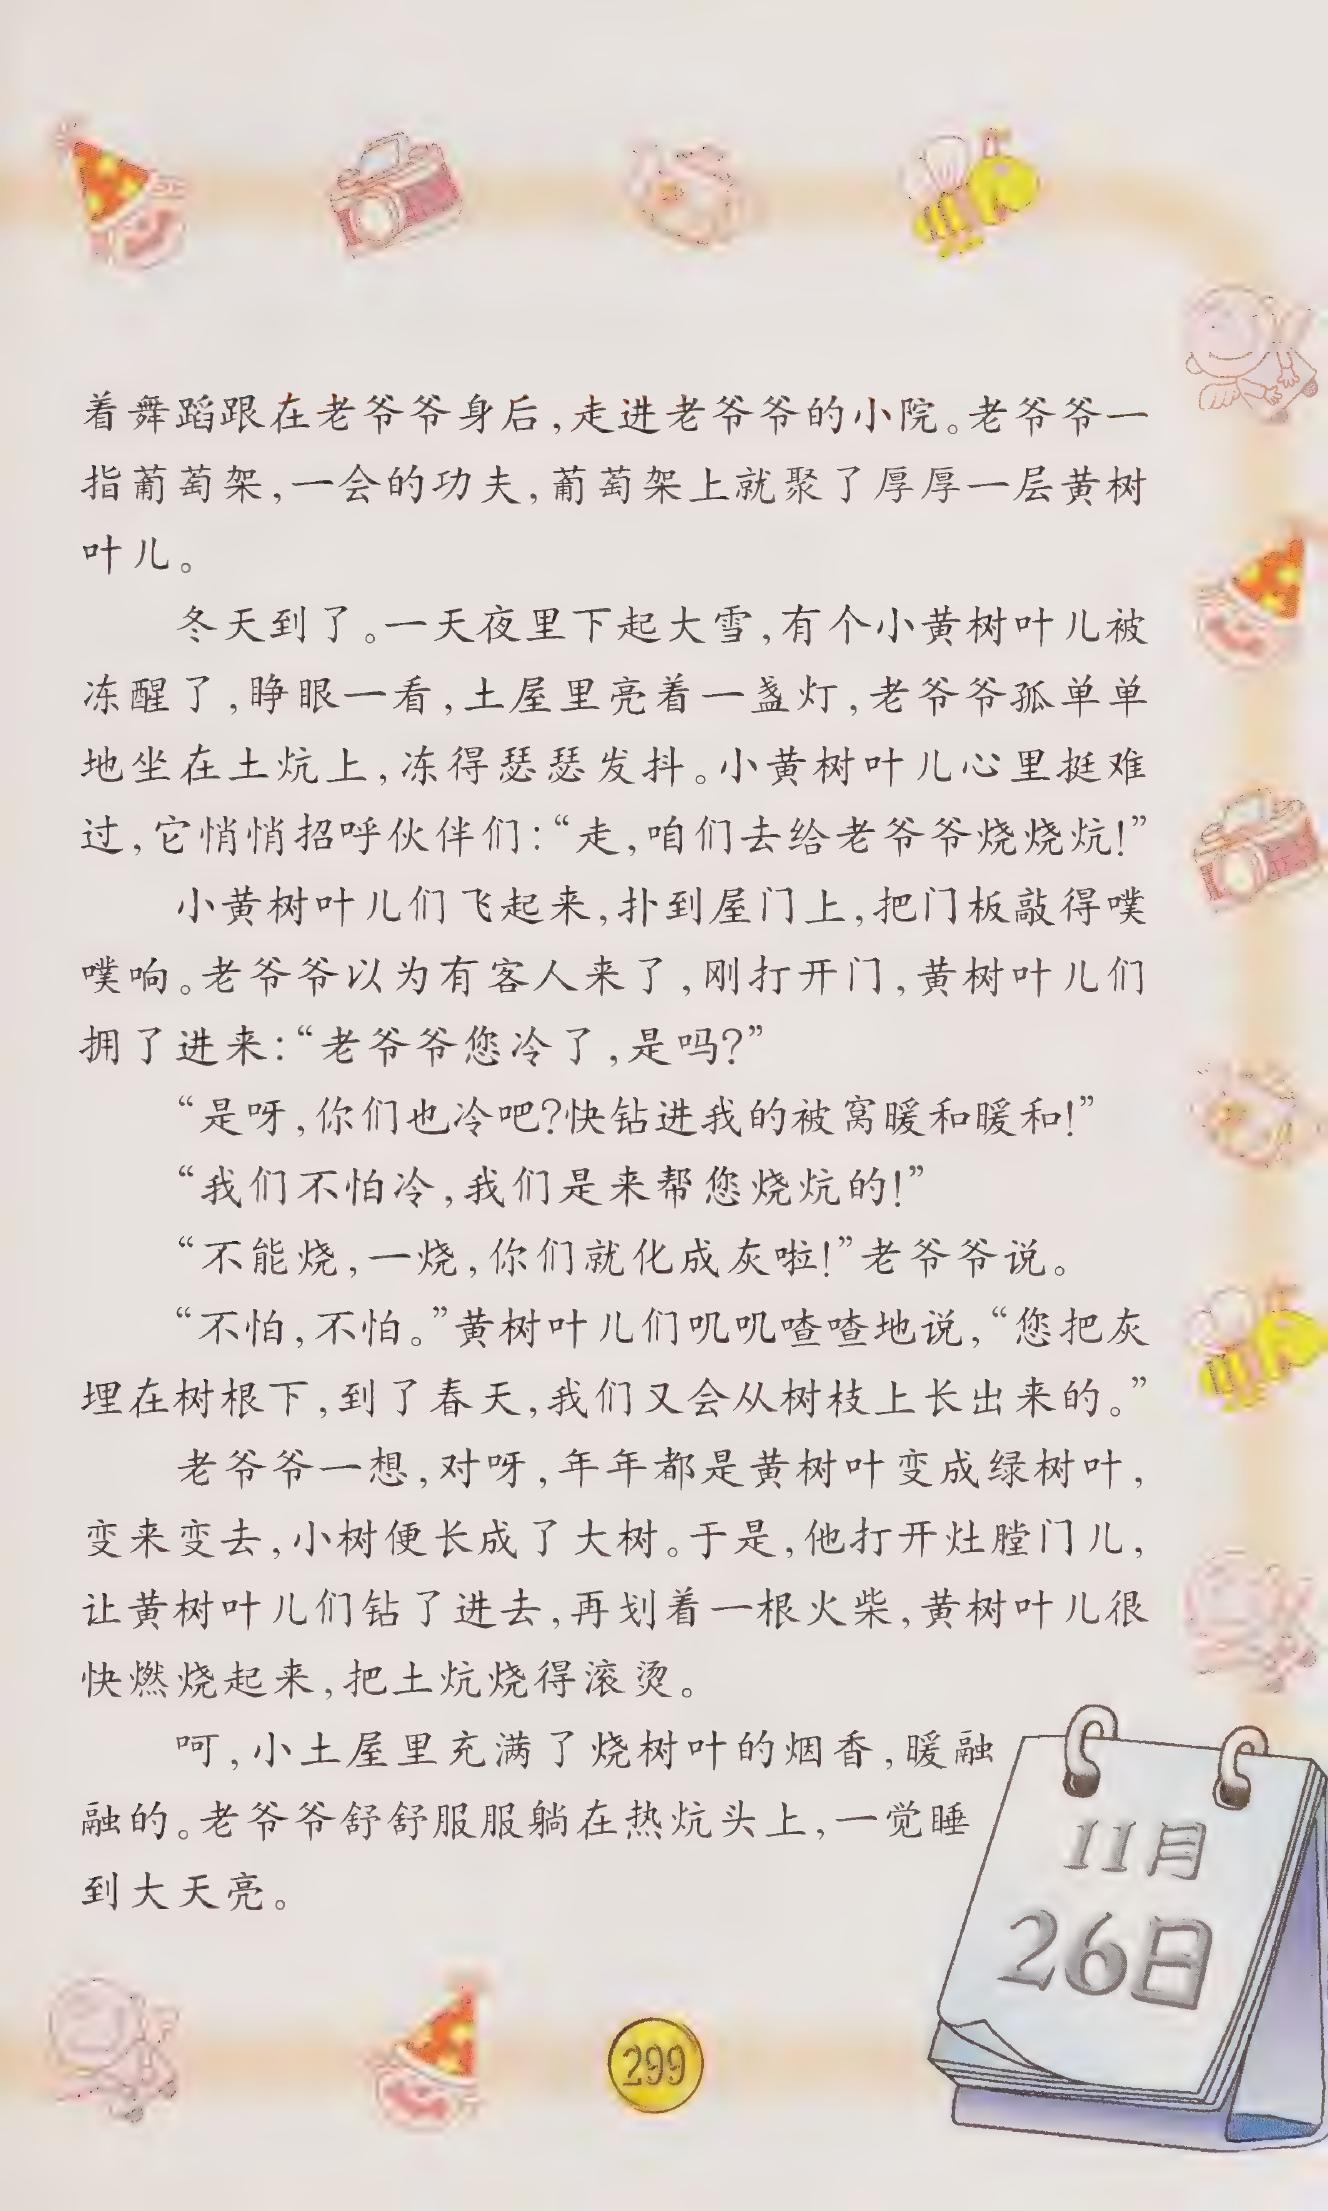 着舞蹈跟在老爷爷身后,走进老爷爷的小院。老爷爷一
指葡萄架,一会的功夫,葡萄架上就聚了厚厚一层黄树
叶儿。
冬天到了。一天夜里下起大雪,有个小黄树叶儿被
冻醒了,睁眼一看,土屋里亮着一盏灯,老爷爷孤单单
地坐在土炕上,冻得瑟瑟发抖。小黄树叶儿心里挺难
过,它悄悄招呼伙伴们:“走,咱们去给老爷爷烧烧炕!”
小黄树叶儿们飞起来,扑到屋门上,把门板敲得噗
噗响。老爷爷以为有客人来了,刚打开门,黄树叶儿们
拥了进来:“老爷爷您冷了,是吗?”
“是呀,你们也冷吧?快钻进我的被窝暖和暖和!”
“我们不怕冷,我们是来帮您烧炕的!”
“不能烧,一烧,你们就化成灰啦!”老爷爷说。
“不怕,不怕。”黄树叶儿们叽叽喳喳地说,“您把灰
埋在树根下,到了春天,我们又会从树枝上长出来的。”
老爷爷一想,对呀,年年都是黄树叶变成绿树叶,
变来变去,小树便长成了大树。于是,他打开灶膛门儿,
让黄树叶儿们钻了进去,再划着一根火柴,黄树叶儿很
快燃烧起来,把土炕烧得滚烫。
呵,小土屋里充满了烧树叶的烟香,暖融
融的。老爷爷舒舒服服躺在热炕头上,一觉睡
到大天亮。
11月
26日
299